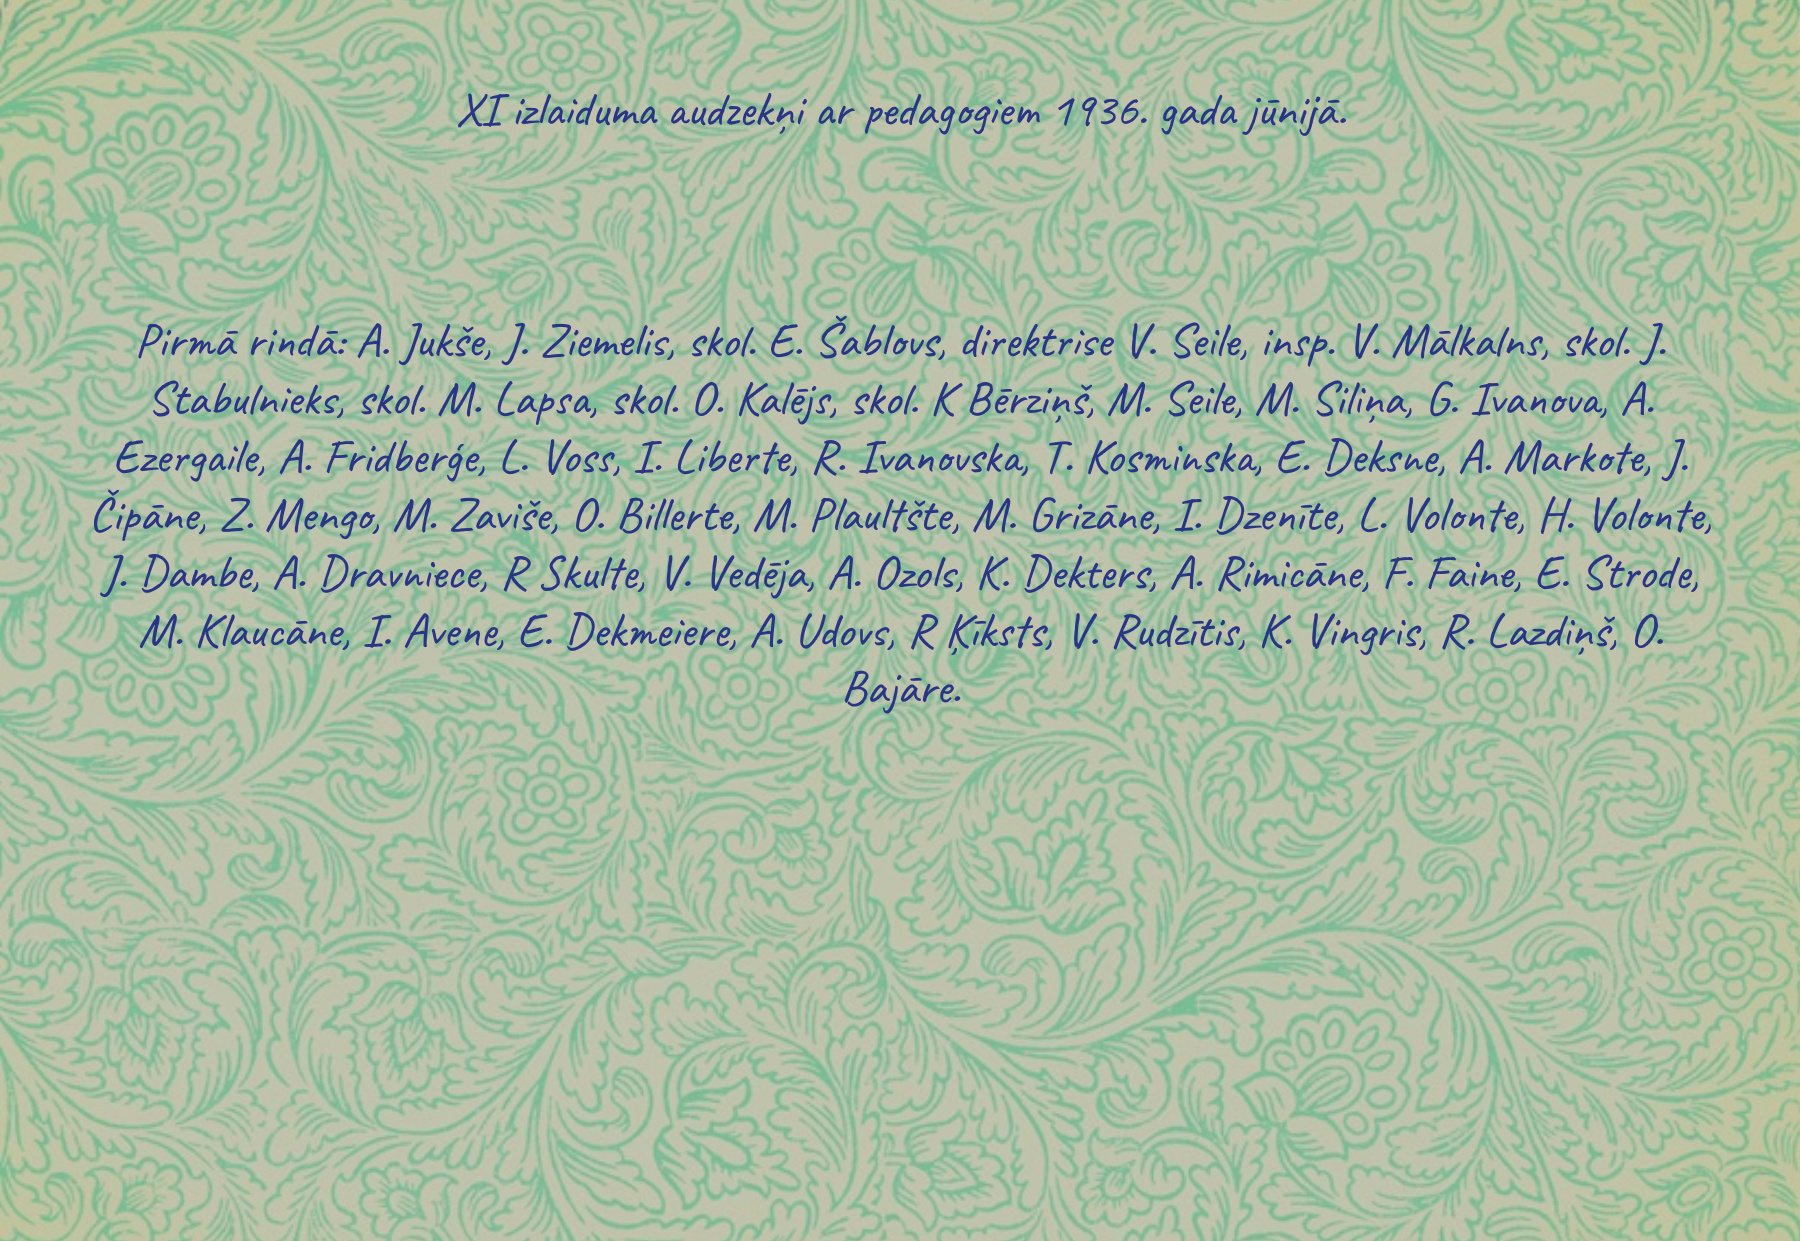 XI izlaiduma audzekņi ar pedagogiem 1936. gada jūnijā.
Pirmā rindā: A. Jukše, J. Ziemelis, skol. E. Šablovs, direktrise V. Seile, insp. V. Mālkalns, skol. J.
Stabulnieks, skol. M. Lapsa, skol. O. Kalējs, skol. K Bērziņš, M. Seile, M. Siliņa, G. Ivanova, A.
Ezergaile, A. Fridberģe, L. Voss, I. Liberte, R. Ivanovska, T. Kosminska, E. Deksne, A. Markote, J.
Čipāne, Z. Mengo, M. Zaviše, O. Billerte, M. Plaultšte, M. Grizāne, I. Dzenīte, L. Volonte, H. Volonte,
J. Dambe, A. Dravniece, R Skulte, V. Vedēja, A. Ozols, K. Dekters, A. Rimicāne, F. Faine, E. Strode,
M. Klaucāne, I. Avene, E. Dekmeiere, A. Udovs, R Ķīksts, V. Rudzītis, K. Vingris, R. Lazdiņš, O.
Bajāre.